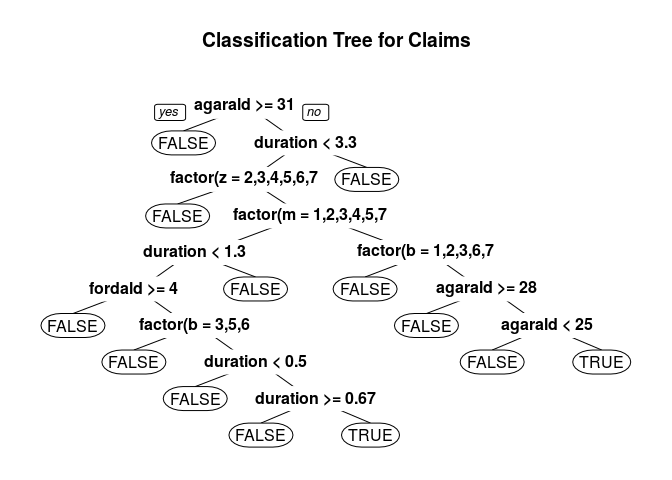 Classification Tree for Claims
yes agarald >= 31 no
FALSE duration < 3.3
factor(z = 2,3,4,5,6,7 FALSE
FALSE factor(m = 1,2,3,4,5,7
duration < 1.3 factor(b = 1,2,3,6,7
fordald >= 4 FALSE FALSE agarald >= 28
FALSE factor(b = 3,5,6 FALSE agarald < 25
FALSE duration < 0.5 FALSE TRUE
FALSE duration >= 0.67
FALSE TRUE